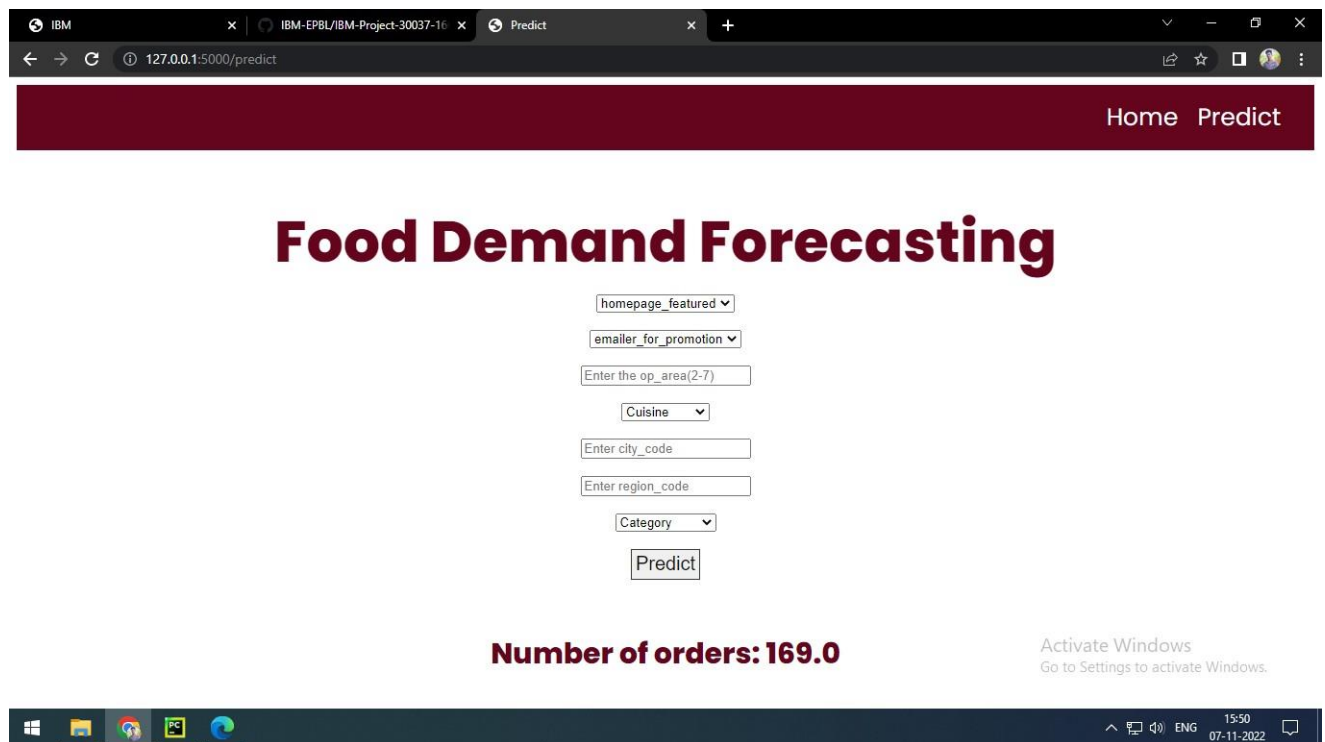 IBM
IBM-EPBL/IBM-Project-30037-16
Predict
127.0.0.1:5000/predict
Home Predict
Food Demand Forecasting
homepage_featured
emailer_for_promotion
Enter the op_area(2-7)
Cuisine
Enter city_code
Enter region_code
Category
Predict
Number of orders: 169.0
Activate Windows
Go to Settings to activate Windows.
PC
ENG
15:50
07-11-2022